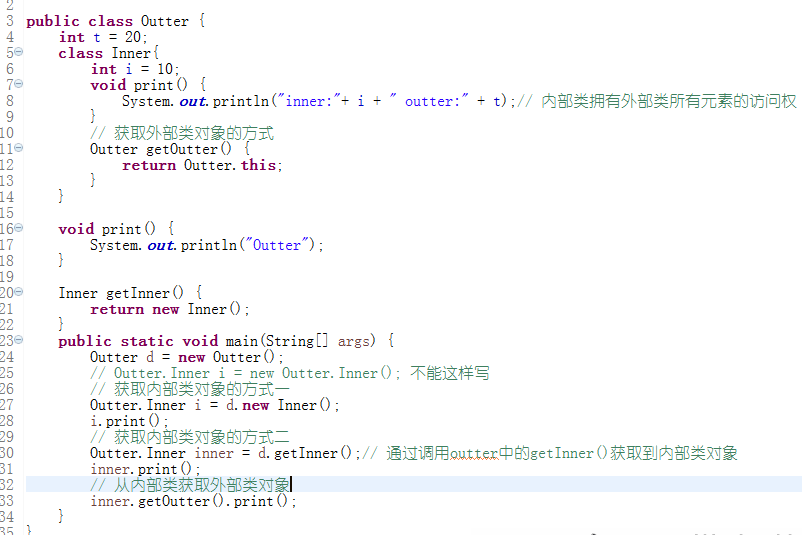 2
3 public class Outter {
4     int t = 20;
5     class Inner{
6         int i = 10;
7         void print() {
8             System.out.println("inner:"+ i + " outter:" + t);// 内部类拥有外部类所有元素的访问权
9         }
10         // 获取外部类对象的方式
11         Outter getOutter() {
12             return Outter.this;
13         }
14     }
15
16     void print() {
17         System.out.println("Outter");
18     }
19
20     Inner getInner() {
21         return new Inner();
22     }
23     public static void main(String[] args) {
24         Outter d = new Outter();
25         // Outter.Inner i = new Outter.Inner(); 不能这样写
26         // 获取内部类对象的方式一
27         Outter.Inner i = d.new Inner();
28         i.print();
29         // 获取内部类对象的方式二
30         Outter.Inner inner = d.getInner();// 通过调用outter中的getInner()获取到内部类对象
31         inner.print();
32         // 从内部类获取外部类对象
33         inner.getOutter().print();
34     }
35 }